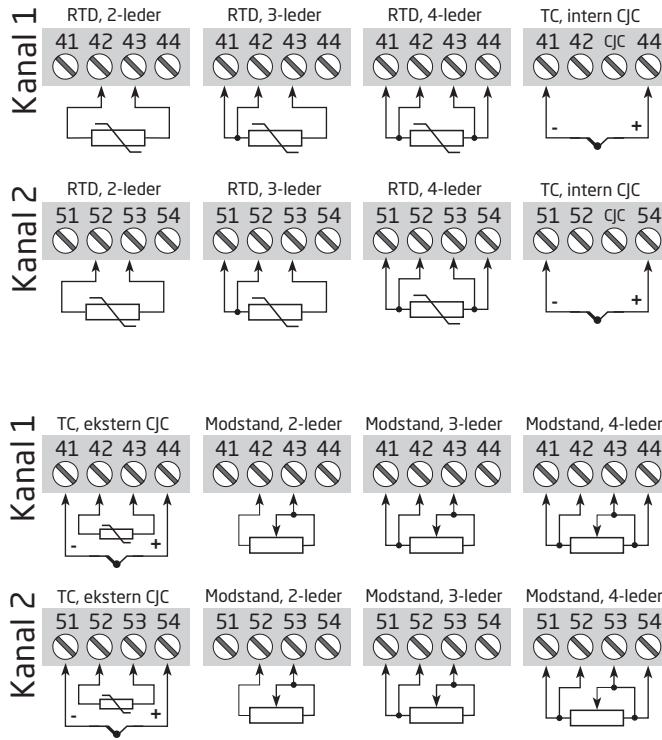 Kanal 1
RTD, 2-leder
41 42 43 44
RTD, 3-leder
41 42 43 44
RTD, 4-leder
41 42 43 44
TC, intern CJC
41 42 CJC 44
- +
Kanal 2
RTD, 2-leder
51 52 53 54
RTD, 3-leder
51 52 53 54
RTD, 4-leder
51 52 53 54
TC, intern CJC
51 52 CJC 54
- +
Kanal 1
TC, ekstern CJC
41 42 43 44
- +
Modstand, 2-leder
41 42 43 44
Modstand, 3-leder
41 42 43 44
Modstand, 4-leder
41 42 43 44
Kanal 2
TC, ekstern CJC
51 52 53 54
- +
Modstand, 2-leder
51 52 53 54
Modstand, 3-leder
51 52 53 54
Modstand, 4-leder
51 52 53 54